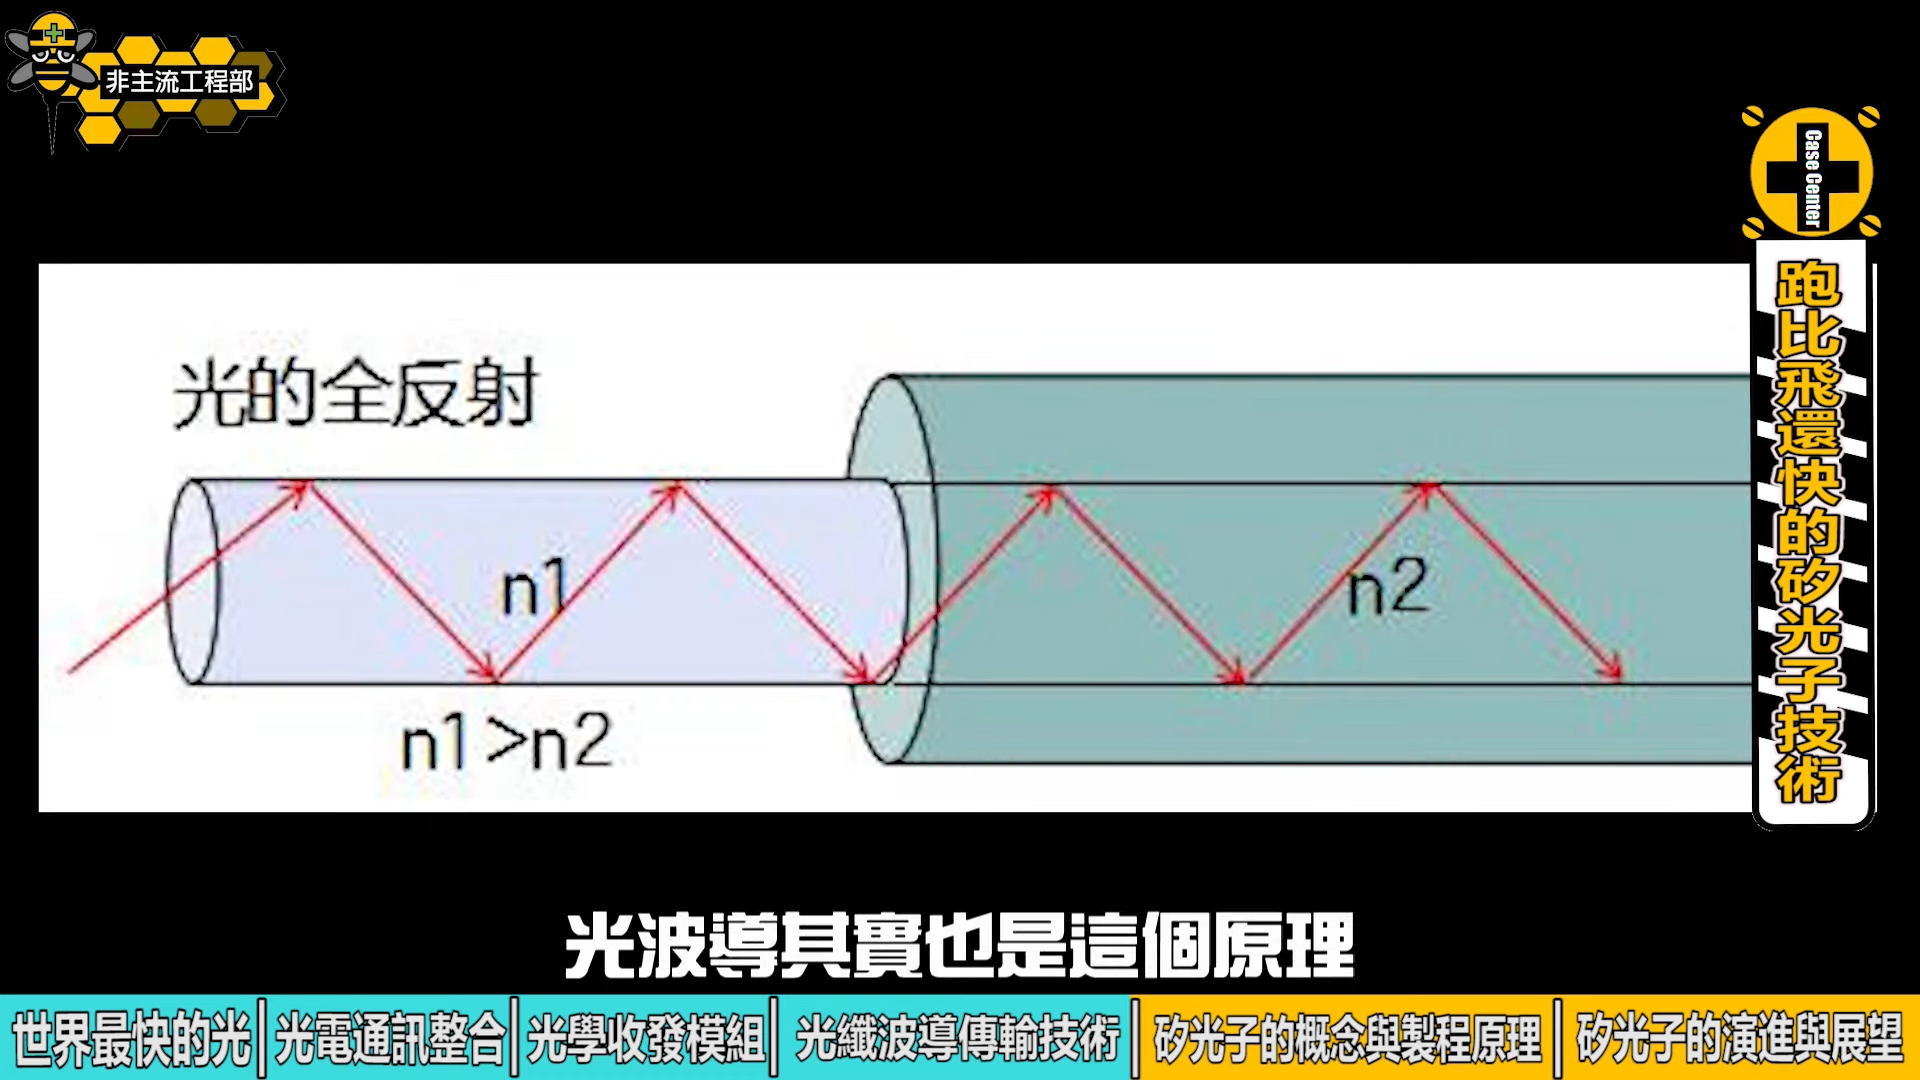 非主流工程部
Case Center
跑比飛還快的矽光子技術
光的全反射
n1
n2
n1>n2
光波導其實也是這個原理
世界最快的光
光電通訊整合
光學收發模組
光纖波導傳輸技術
矽光子的概念與製程原理
矽光子的演進與展望